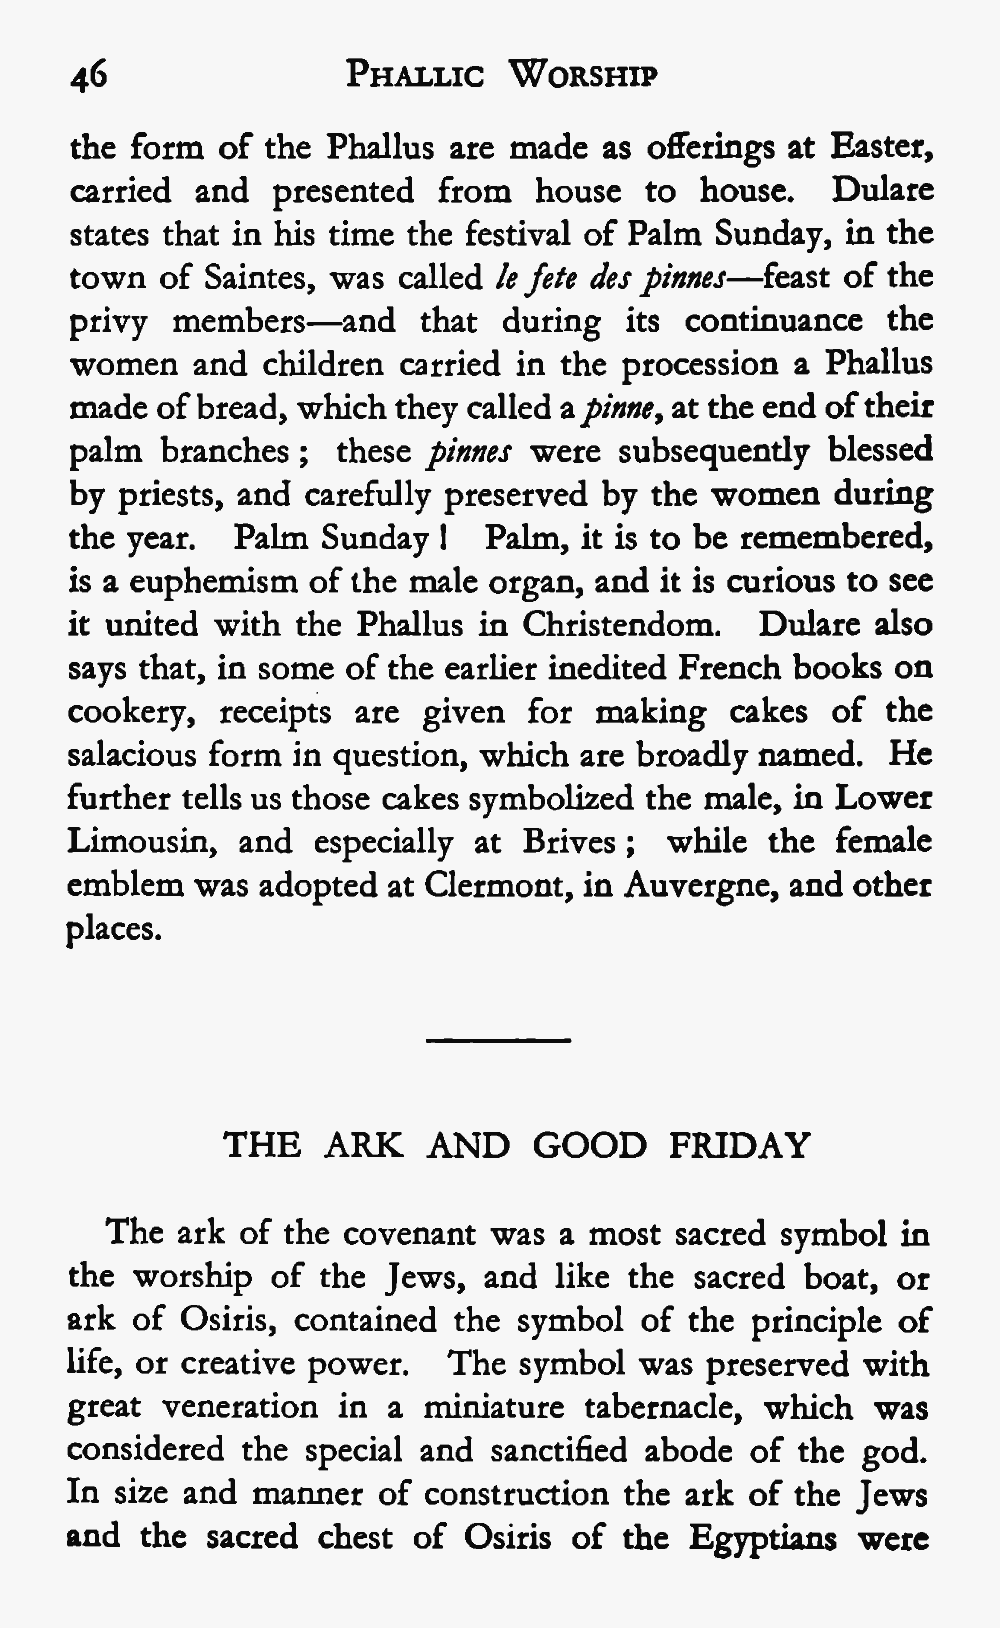 46 PHALLIC WORSHIP
the form of the Phallus are made as offerings at Easter,
carried and presented from house to house. Dulare
states that in his time the festival of Palm Sunday, in the
town of Saintes, was called le fete des pinnes—feast of the
privy members—and that during its continuance the
women and children carried in the procession a Phallus
made of bread, which they called a pinne, at the end of their
palm branches ; these pinnes were subsequently blessed
by priests, and carefully preserved by the women during
the year. Palm Sunday ! Palm, it is to be remembered,
is a euphemism of the male organ, and it is curious to see
it united with the Phallus in Christendom. Dulare also
says that, in some of the earlier inedited French books on
cookery, receipts are given for making cakes of the
salacious form in question, which are broadly named. He
further tells us those cakes symbolized the male, in Lower
Limousin, and especially at Brives ; while the female
emblem was adopted at Clermont, in Auvergne, and other
places.
THE ARK AND GOOD FRIDAY
The ark of the covenant was a most sacred symbol in
the worship of the Jews, and like the sacred boat, or
ark of Osiris, contained the symbol of the principle of
life, or creative power. The symbol was preserved with
great veneration in a miniature tabernacle, which was
considered the special and sanctified abode of the god.
In size and manner of construction the ark of the Jews
and the sacred chest of Osiris of the Egyptians were